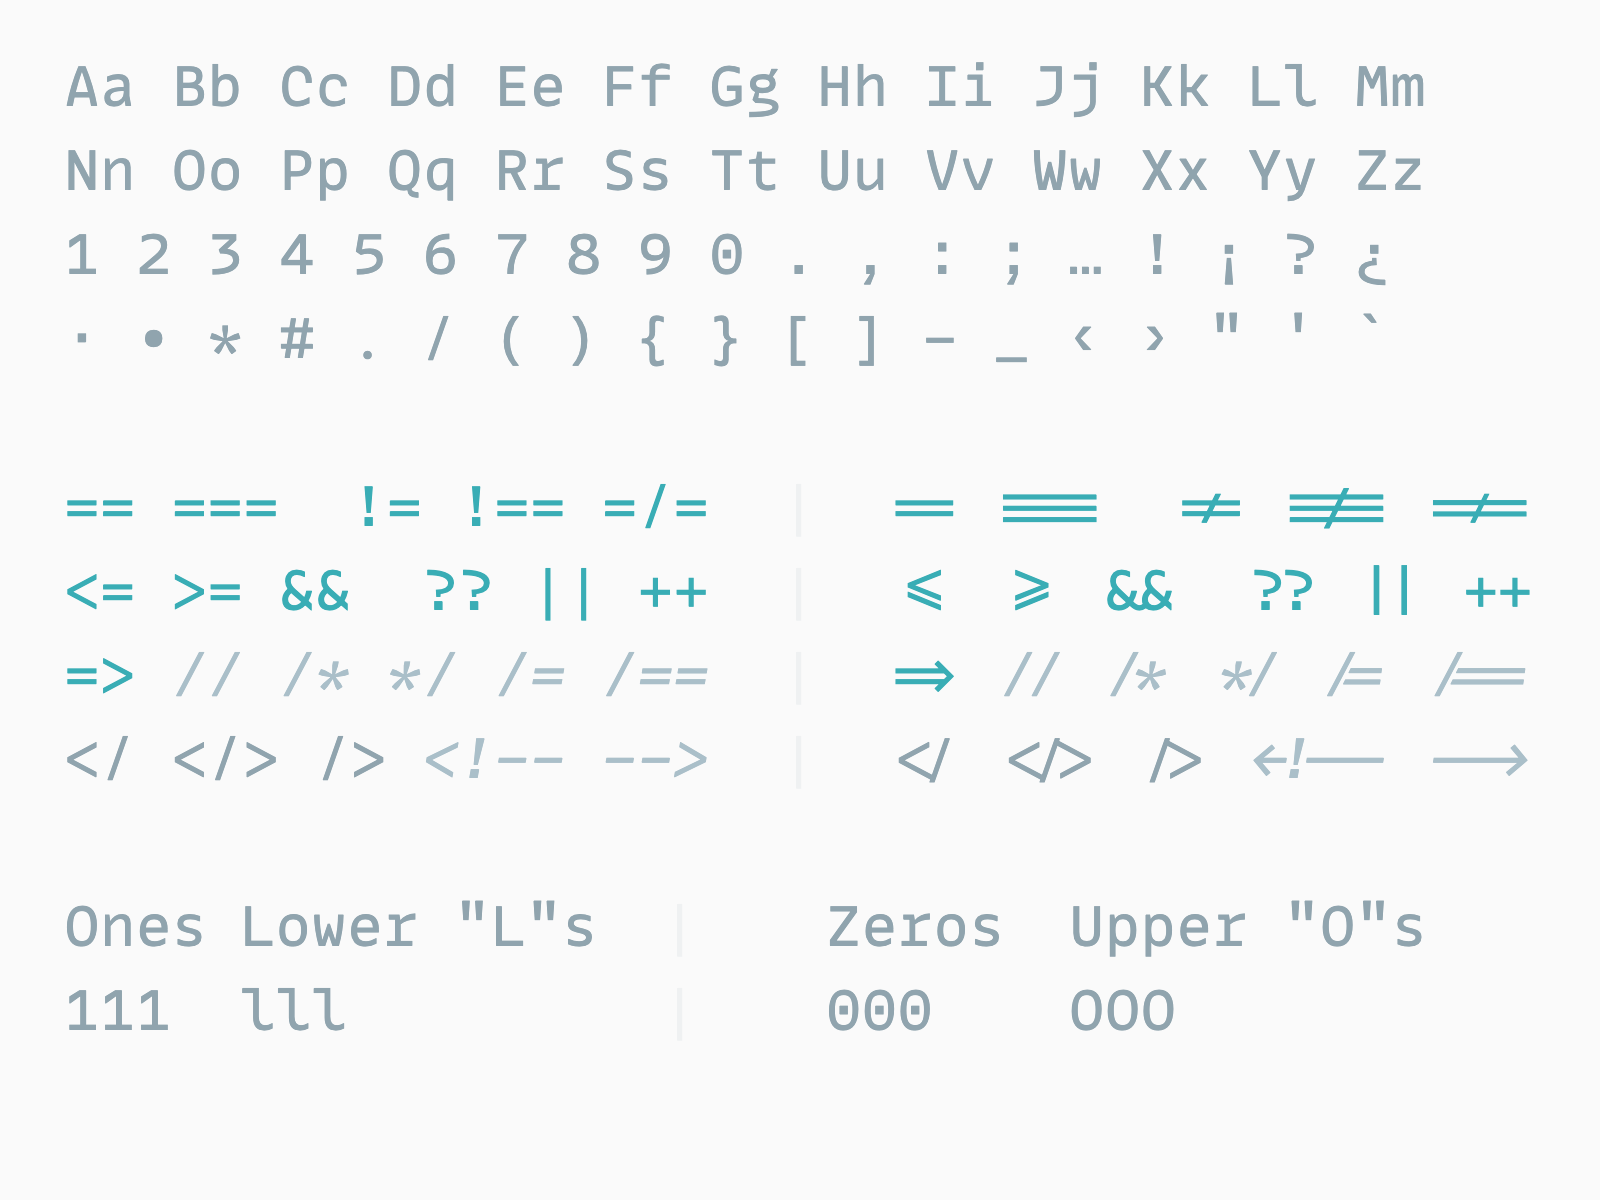 Aa Bb Cc Dd Ee Ff Gg Hh Ii Jj Kk Ll Mm
Nn Oo Pp Qq Rr Ss Tt Uu Vv Ww Xx Yy Zz
1 2 3 4 5 6 7 8 9 0 . , : ; … ! ¡ ? ¿
· • * # . / ( ) { } [ ] - _ ‹ › " ' `
== === != !== =/= | == === != !== =/=
<= >= && ?? || ++ | <= >= && ?? || ++
=> // /* */ /= /== | => // /* */ /= /==
</ </> /> <!-- --> | </ </> /> <!-- -->
Ones Lower "L"s | Zeros Upper "O"s
111 lll | 000 OOO